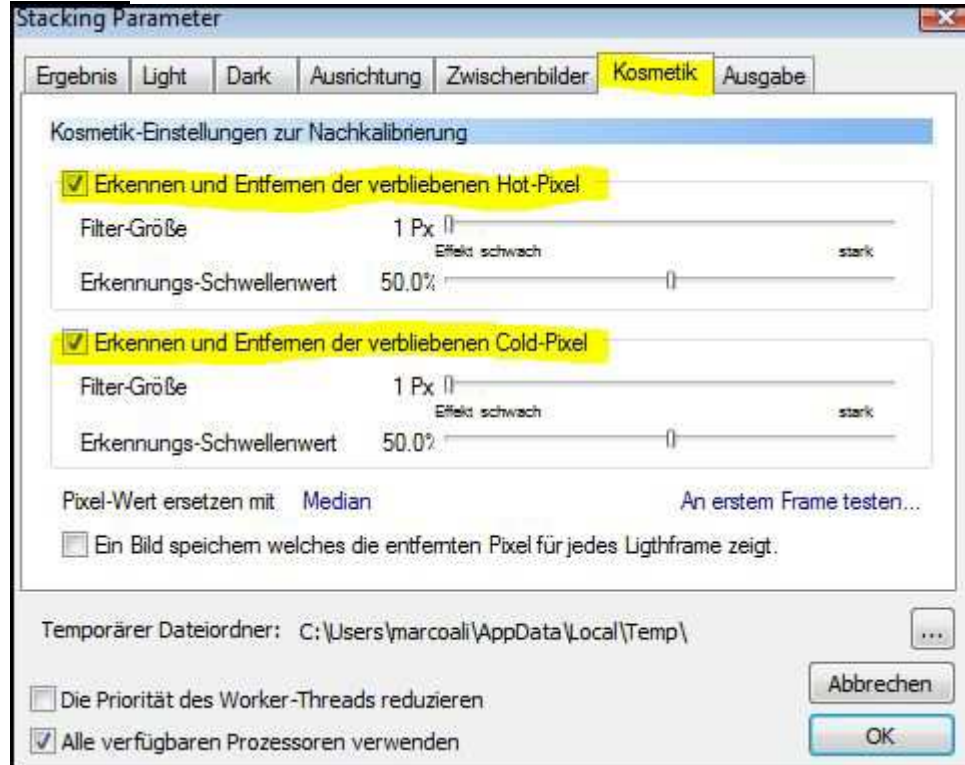 Stacking Parameter
Ergebnis Light Dark Ausrichtung Zwischenbilder Kosmetik Ausgabe
Kosmetik-Einstellungen zur Nachkalibrierung
Erkennen und Entfernen der verbliebenen Hot-Pixel
Filter-Größe 1 Px
Effekt schwach stark
Erkennungs-Schwellenwert 50.0%
Erkennen und Entfernen der verbliebenen Cold-Pixel
Filter-Größe 1 Px
Effekt schwach stark
Erkennungs-Schwellenwert 50.0%
Pixel-Wert ersetzen mit Median An erstem Frame testen...
Ein Bild speichern welches die entfernten Pixel für jedes Ligthframe zeigt.
Temporärer Dateiordner: C:\Users\marcoali\AppData\Local\Temp\ ...
Die Priorität des Worker-Threads reduzieren Abbrechen
Alle verfügbaren Prozessoren verwenden OK